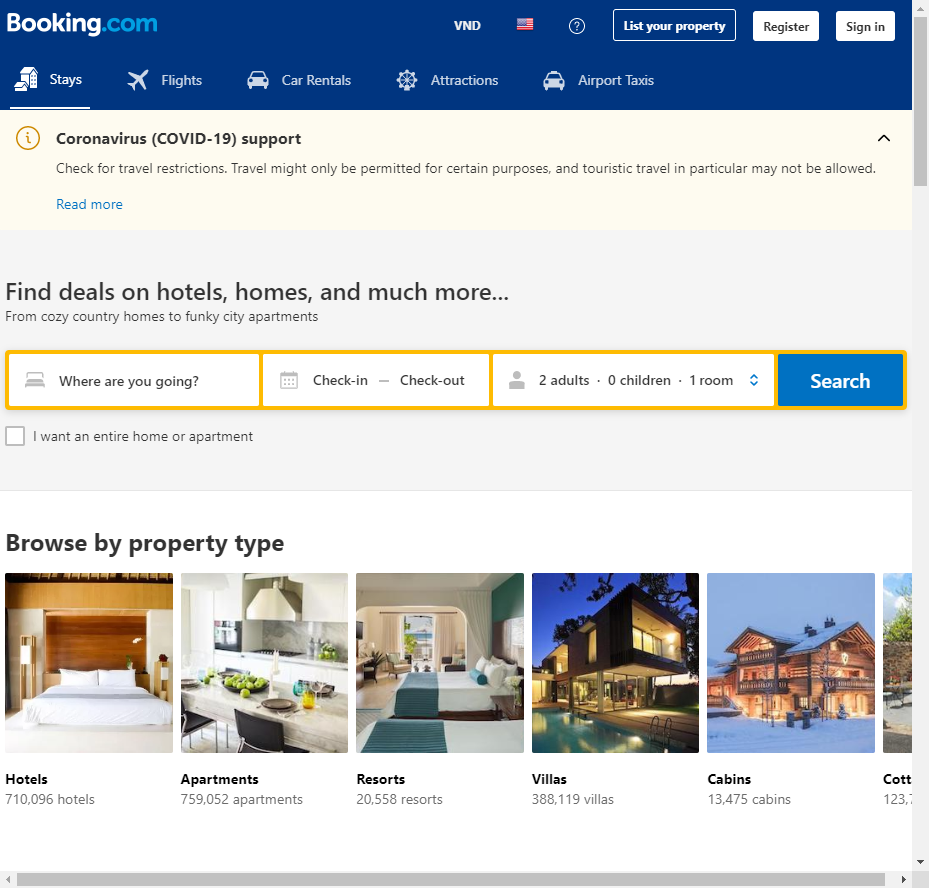 Booking.com
VND
List your property
Register
Sign in
Stays
Flights
Car Rentals
Attractions
Airport Taxis
Coronavirus (COVID-19) support
Check for travel restrictions. Travel might only be permitted for certain purposes, and touristic travel in particular may not be allowed.
Read more
Find deals on hotels, homes, and much more...
From cozy country homes to funky city apartments
Where are you going?
Check-in — Check-out
2 adults · 0 children · 1 room
Search
I want an entire home or apartment
Browse by property type
Hotels
710,096 hotels
Apartments
759,052 apartments
Resorts
20,558 resorts
Villas
388,119 villas
Cabins
13,475 cabins
Cott
123,7